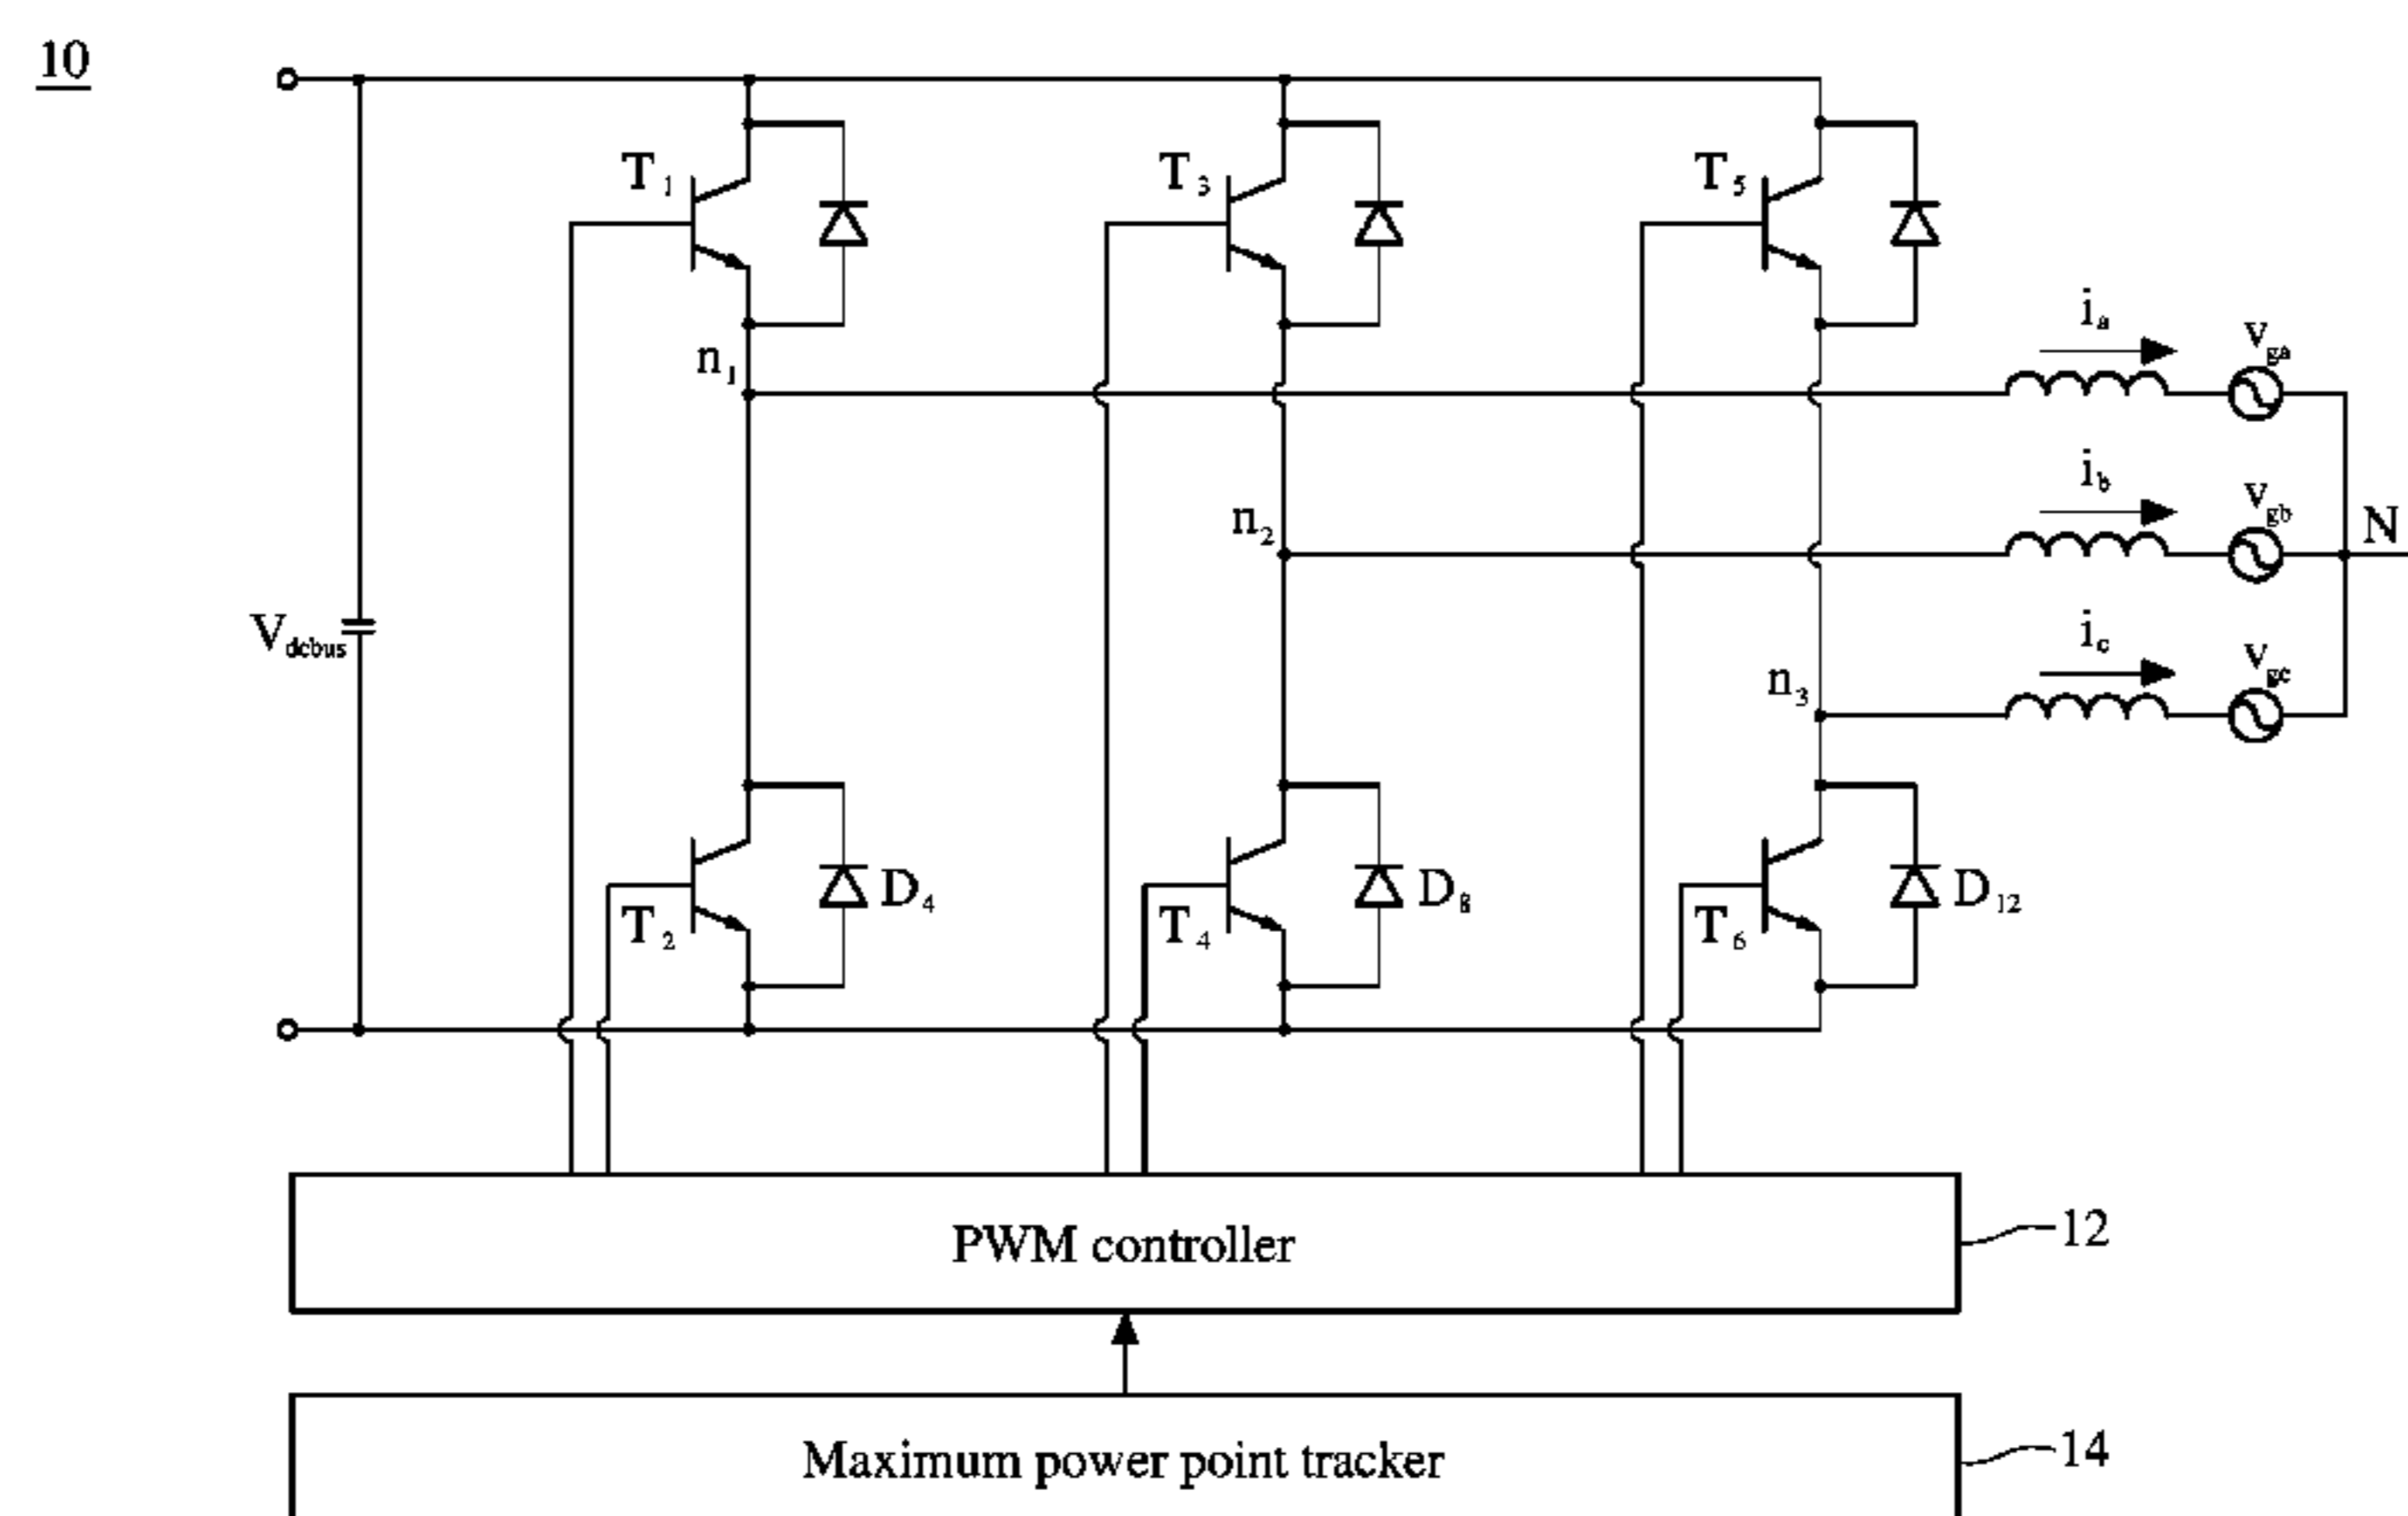 10
T1
T3
T5
ia
vga
n1
ib
vgb
N
n2
Vdcbus
ic
vgc
n3
D4
D8
D12
T2
T4
T6
PWM controller
12
Maximum power point tracker
14